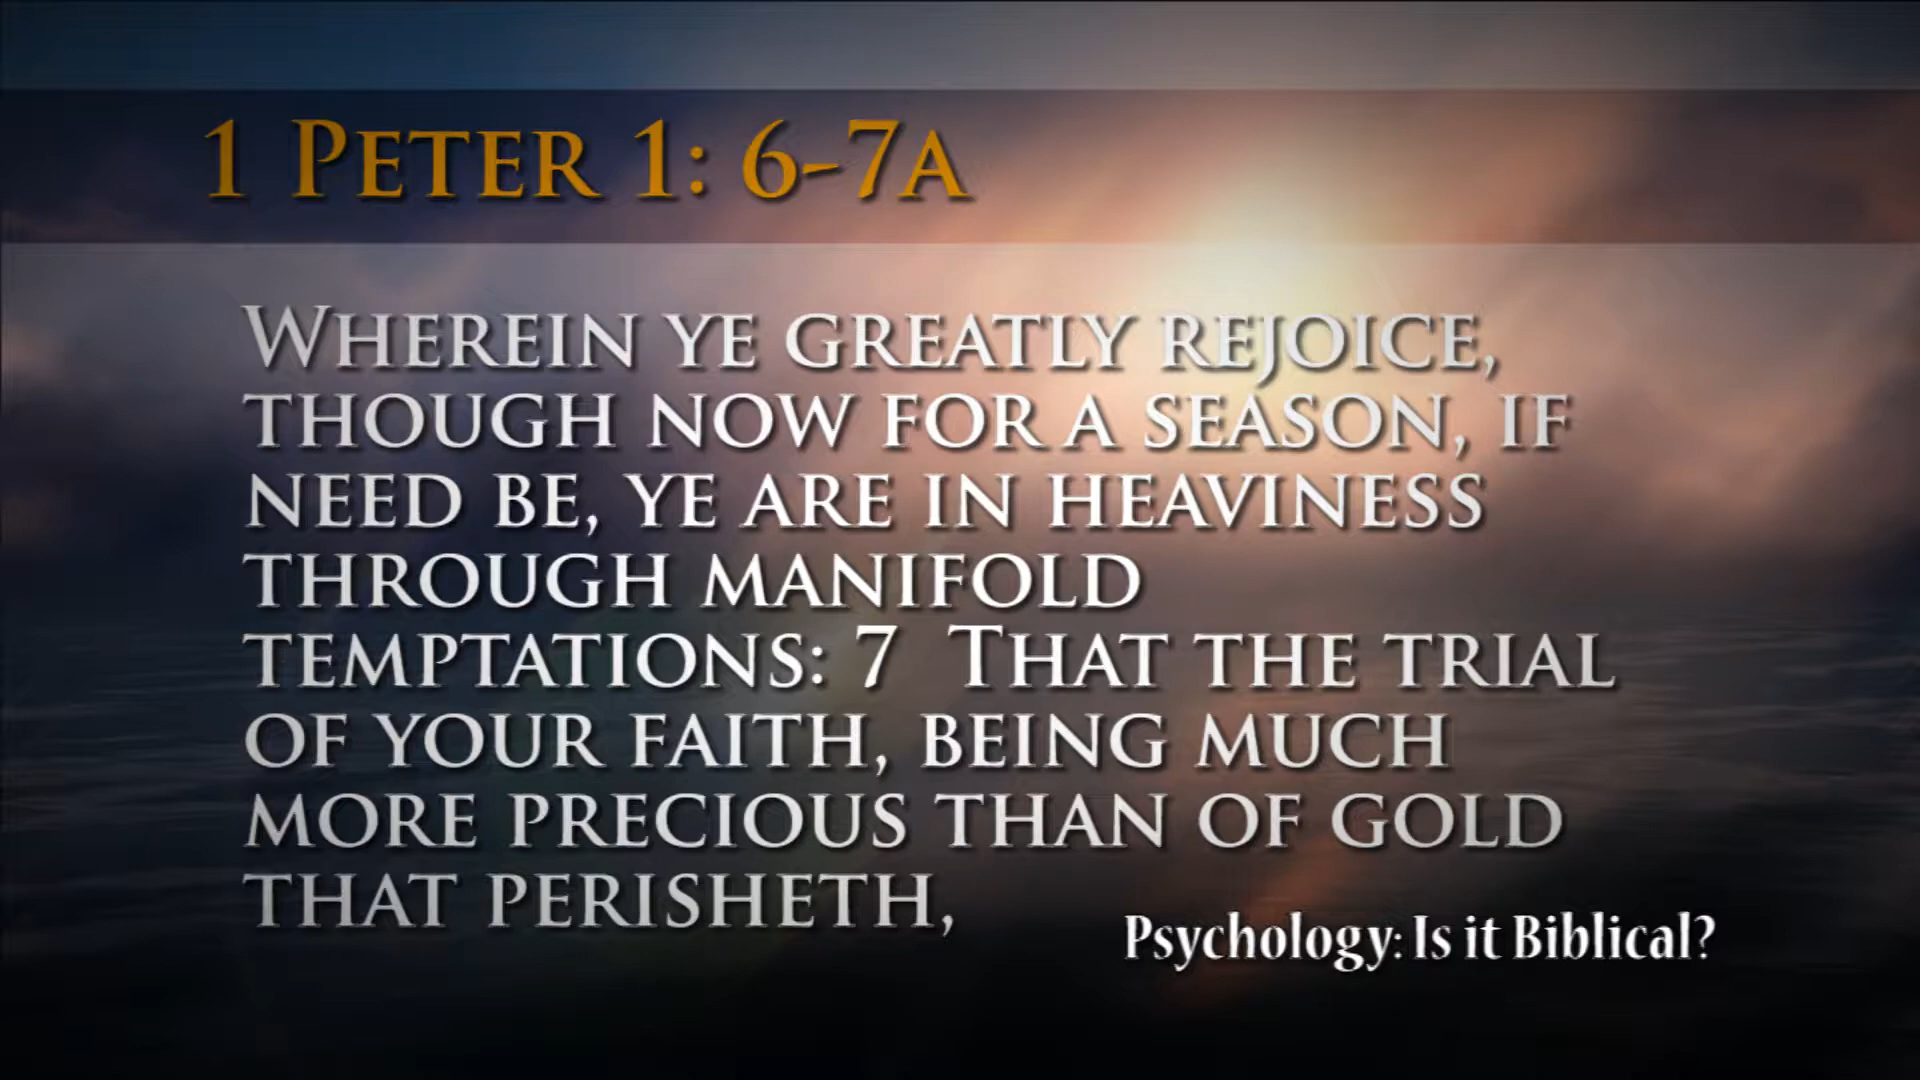 1 Peter 1: 6-7a
Wherein ye greatly rejoice,
though now for a season, if
need be, ye are in heaviness
through manifold
temptations: 7 That the trial
of your faith, being much
more precious than of gold
that perisheth,
Psychology: Is it Biblical?